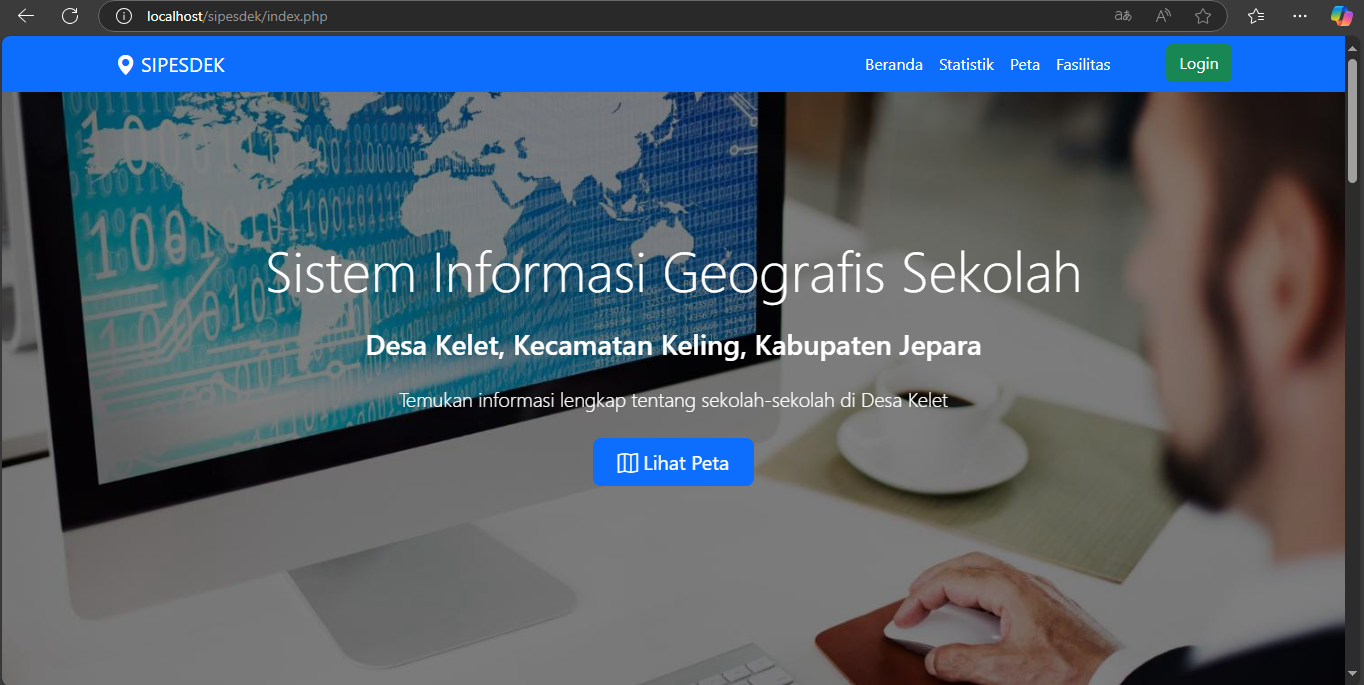 localhost/sipesdek/index.php
SIPESDEK
Beranda Statistik Peta Fasilitas Login
Sistem Informasi Geografis Sekolah
Desa Kelet, Kecamatan Keling, Kabupaten Jepara
Temukan informasi lengkap tentang sekolah-sekolah di Desa Kelet
Lihat Peta